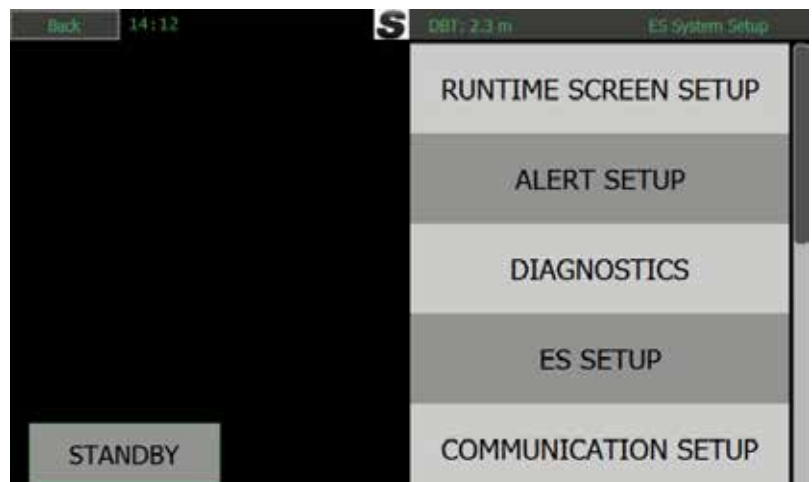 Back 14:12 S DBT: 2.3 m ES System Setup
RUNTIME SCREEN SETUP
ALERT SETUP
DIAGNOSTICS
ES SETUP
STANDBY COMMUNICATION SETUP